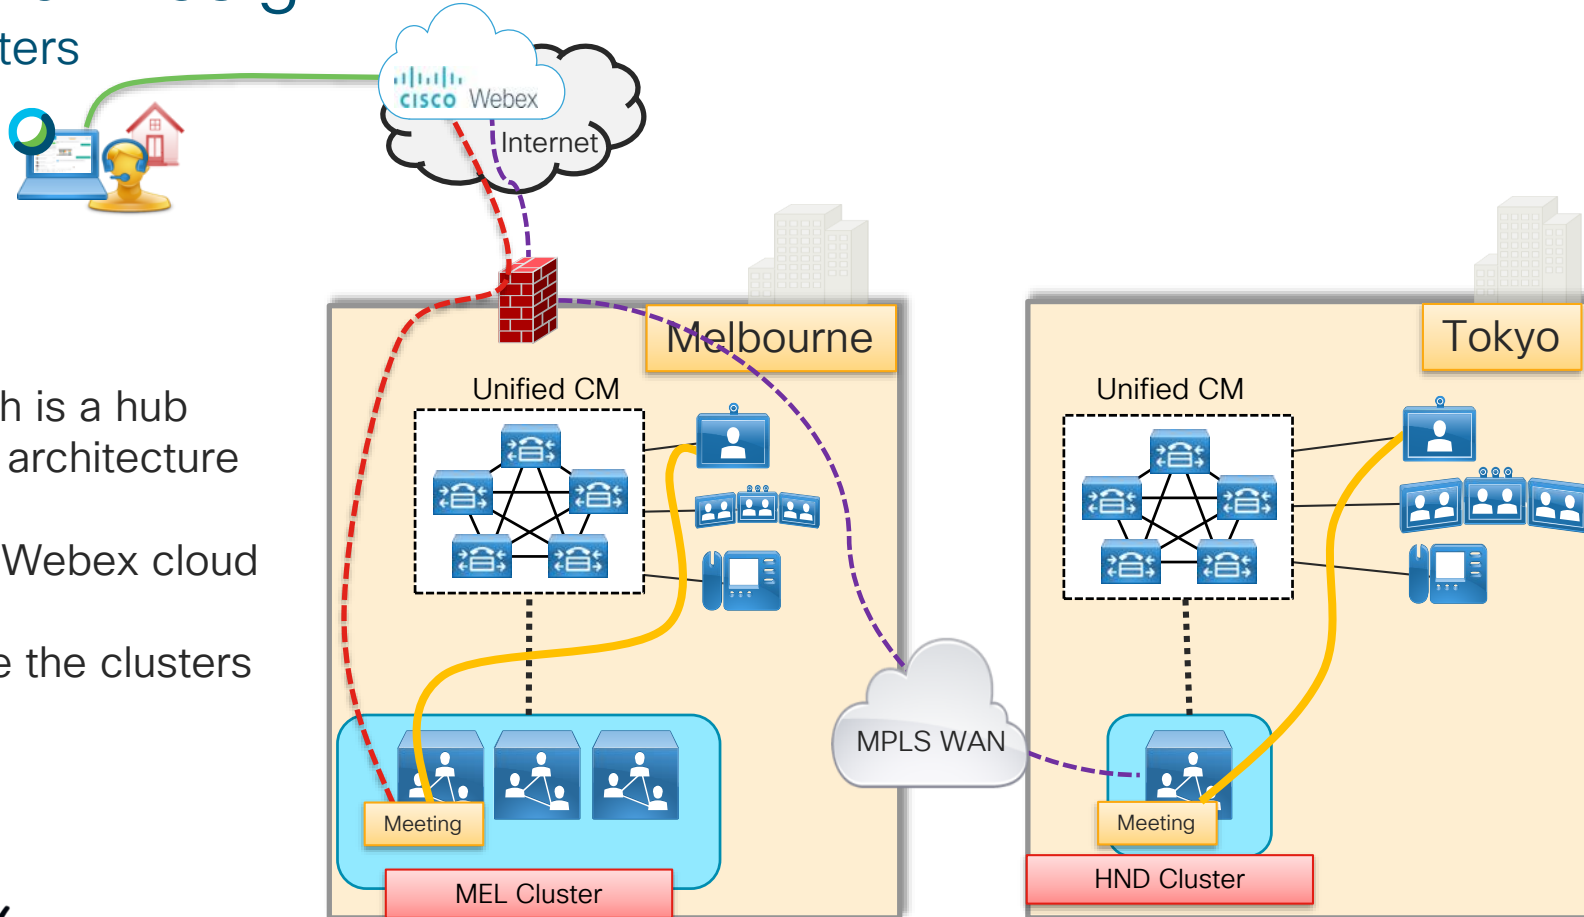 ters
CISCO Webex
Internet
Melbourne
Tokyo
Unified CM
Unified CM
h is a hub
architecture
Webex cloud
e the clusters
MPLS WAN
Meeting
Meeting
MEL Cluster
HND Cluster